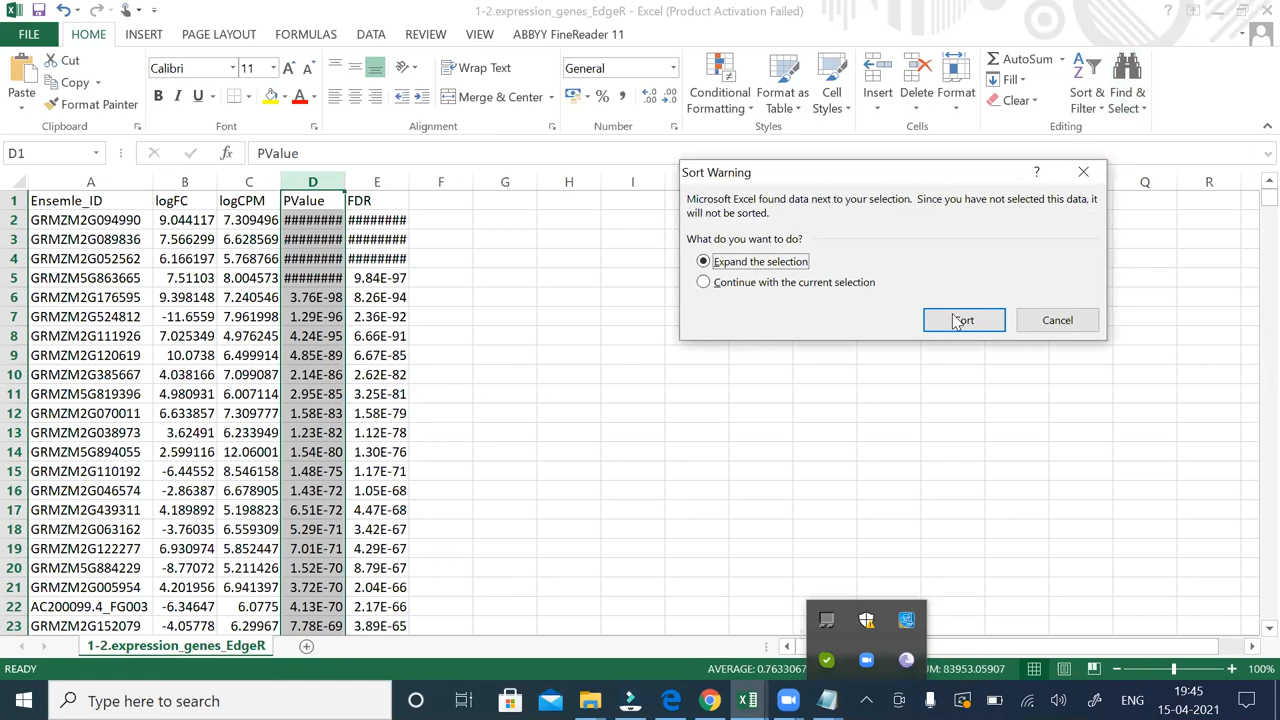 1-2.expression_genes_EdgeR - Excel (Product Activation Failed)
FILE HOME INSERT PAGE LAYOUT FORMULAS DATA REVIEW VIEW ABBYY FineReader 11
Paste
Cut
Copy
Format Painter
Clipboard
Calibri 11
B I U
Font
Wrap Text
Merge & Center
Alignment
General
Number
Conditional Formatting
Format as Table
Cell Styles
Styles
Insert Delete Format
Cells
AutoSum
Fill
Clear
Sort & Filter
Find & Select
Editing
D1 fx PValue
A B C D E F G H I Q R
1 Ensemle_ID logFC logCPM PValue FDR
2 GRMZM2G094990 9.044117 7.309496 ######## ########
3 GRMZM2G089836 7.566299 6.628569 ######## ########
4 GRMZM2G052562 6.166197 5.768766 ######## ########
5 GRMZM5G863665 7.51103 8.004573 ######## 9.84E-97
6 GRMZM2G176595 9.398148 7.240546 3.76E-98 8.26E-94
7 GRMZM2G524812 -11.6559 7.961998 1.29E-96 2.36E-92
8 GRMZM2G111926 7.025349 4.976245 4.24E-95 6.66E-91
9 GRMZM2G120619 10.0738 6.499914 4.85E-89 6.67E-85
10 GRMZM2G385667 4.038166 7.099087 2.14E-86 2.62E-82
11 GRMZM5G819396 4.980931 6.007114 2.95E-85 3.25E-81
12 GRMZM2G070011 6.633857 7.309777 1.58E-83 1.58E-79
13 GRMZM2G038973 3.62491 6.233949 1.23E-82 1.12E-78
14 GRMZM5G894055 2.599116 12.06001 1.54E-80 1.30E-76
15 GRMZM2G110192 -6.44552 8.546158 1.48E-75 1.17E-71
16 GRMZM2G046574 -2.86387 6.678905 1.43E-72 1.05E-68
17 GRMZM2G439311 4.189892 5.198823 6.51E-72 4.47E-68
18 GRMZM2G063162 -3.76035 6.559309 5.29E-71 3.42E-67
19 GRMZM2G122277 6.930974 5.852447 7.01E-71 4.29E-67
20 GRMZM5G884229 -8.77072 5.211426 1.52E-70 8.79E-67
21 GRMZM2G005954 4.201956 6.941397 3.72E-70 2.04E-66
22 AC200099.4_FG003 -6.34647 6.0775 4.13E-70 2.17E-66
23 GRMZM2G152079 -4.05778 6.29967 7.78E-69 3.89E-65
Sort Warning ?
Microsoft Excel found data next to your selection. Since you have not selected this data, it
will not be sorted.
What do you want to do?
Expand the selection
Continue with the current selection
Cancel
1-2.expression_genes_EdgeR
READY AVERAGE: 0.7633067 UM: 83953.05907 100%
Type here to search
ENG
19:45
15-04-2021